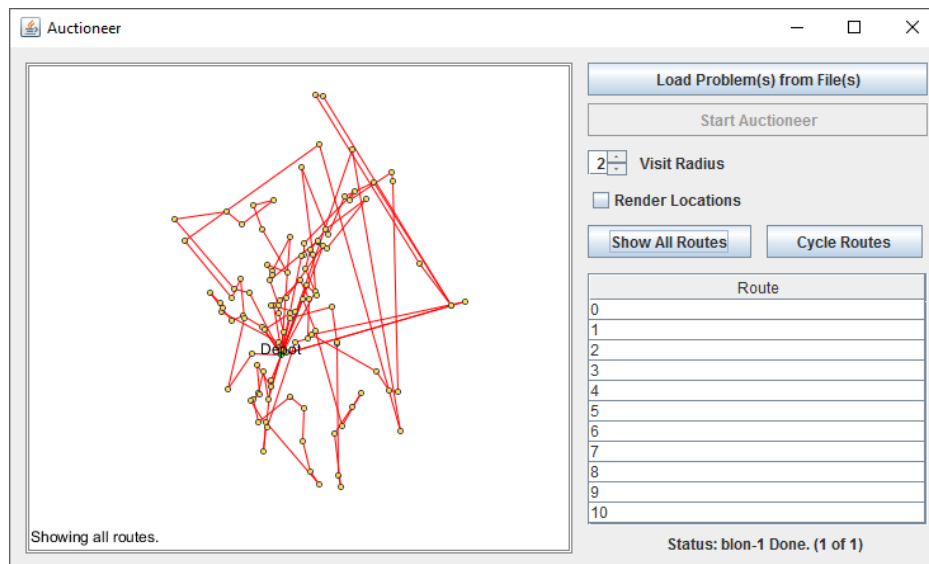 Auctioneer
Load Problem(s) from File(s)
Start Auctioneer
2 Visit Radius
Render Locations
Show All Routes Cycle Routes
Route
0
1
2
3
4
5
6
7
8
9
10
Depot
Showing all routes.
Status: blon-1 Done. (1 of 1)